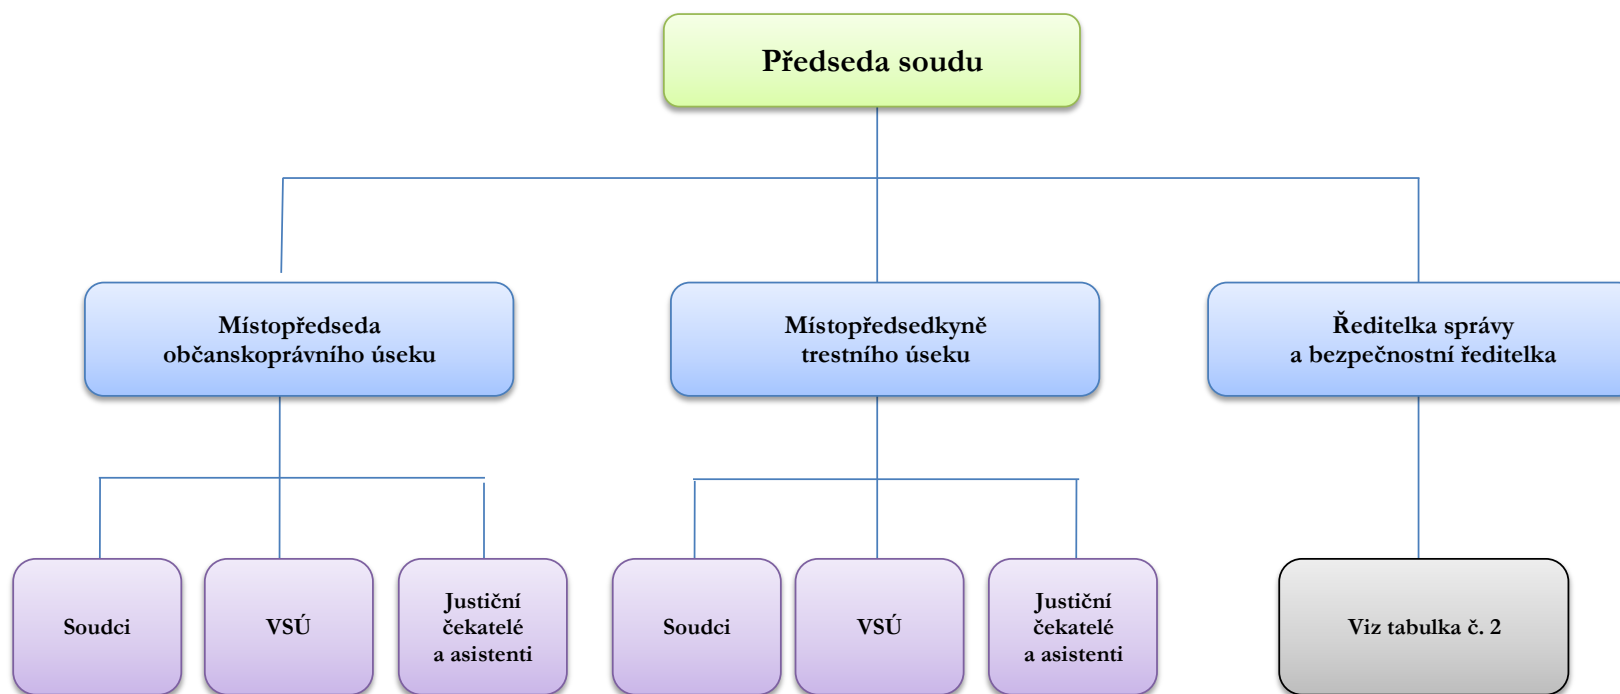 Předseda soudu
Místopředseda
občanskoprávního úseku
Místopředsedkyně
trestního úseku
Ředitelka správy
a bezpečnostní ředitelka
Soudci
VSÚ
Justiční
čekatelé
a asistenti
Soudci
VSÚ
Justiční
čekatelé
a asistenti
Viz tabulka č. 2